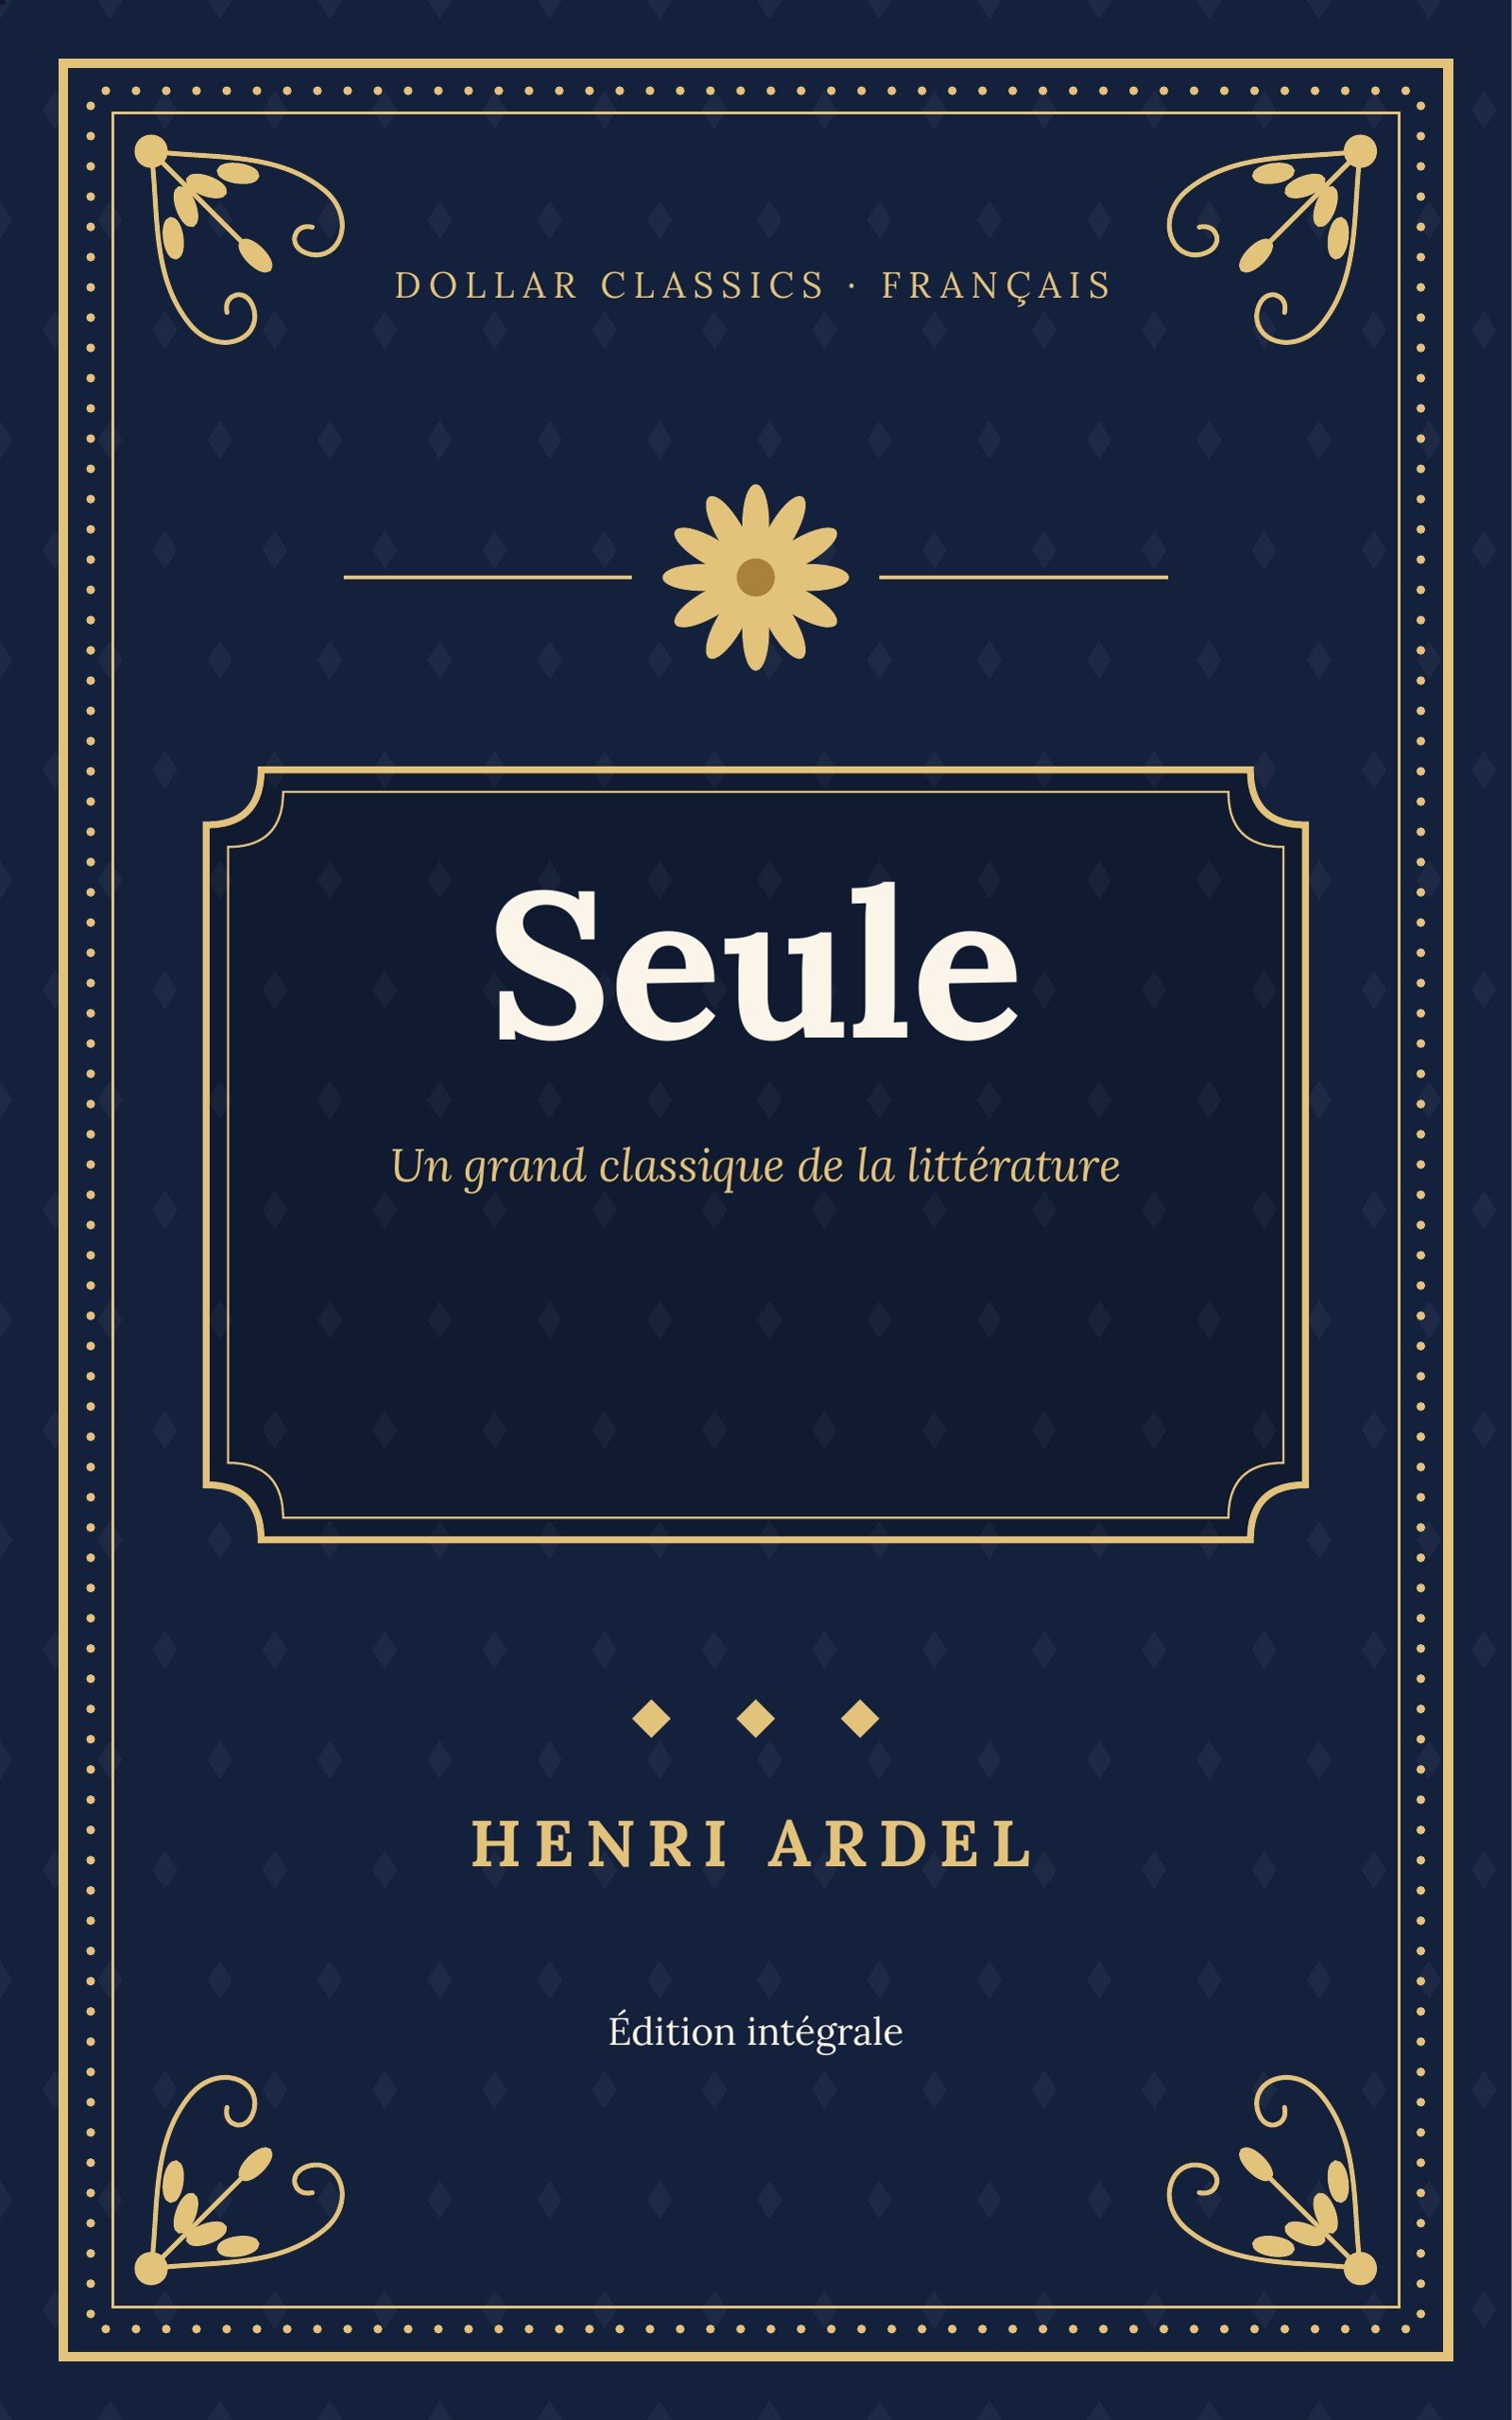 DOLLAR CLASSICS · FRANÇAIS
Seule
Un grand classique de la littérature
HENRI ARDEL
Édition intégrale